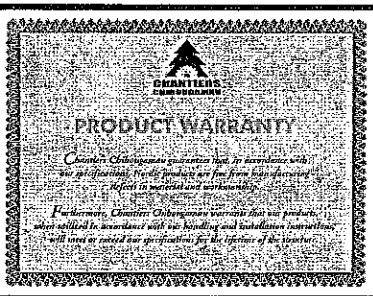 CHANTIERS
CHIBOUGAMAU
PRODUCT WARRANTY
Chantiers Chibougamau guarantees that, in accordance with
our specifications, Nordic products are free from manufacturing
defects in material and workmanship.
Furthermore, Chantiers Chibougamau warrants that our products,
when utilized in accordance with our handling and installation instructions,
will meet or exceed our specifications for the lifetime of the structure.